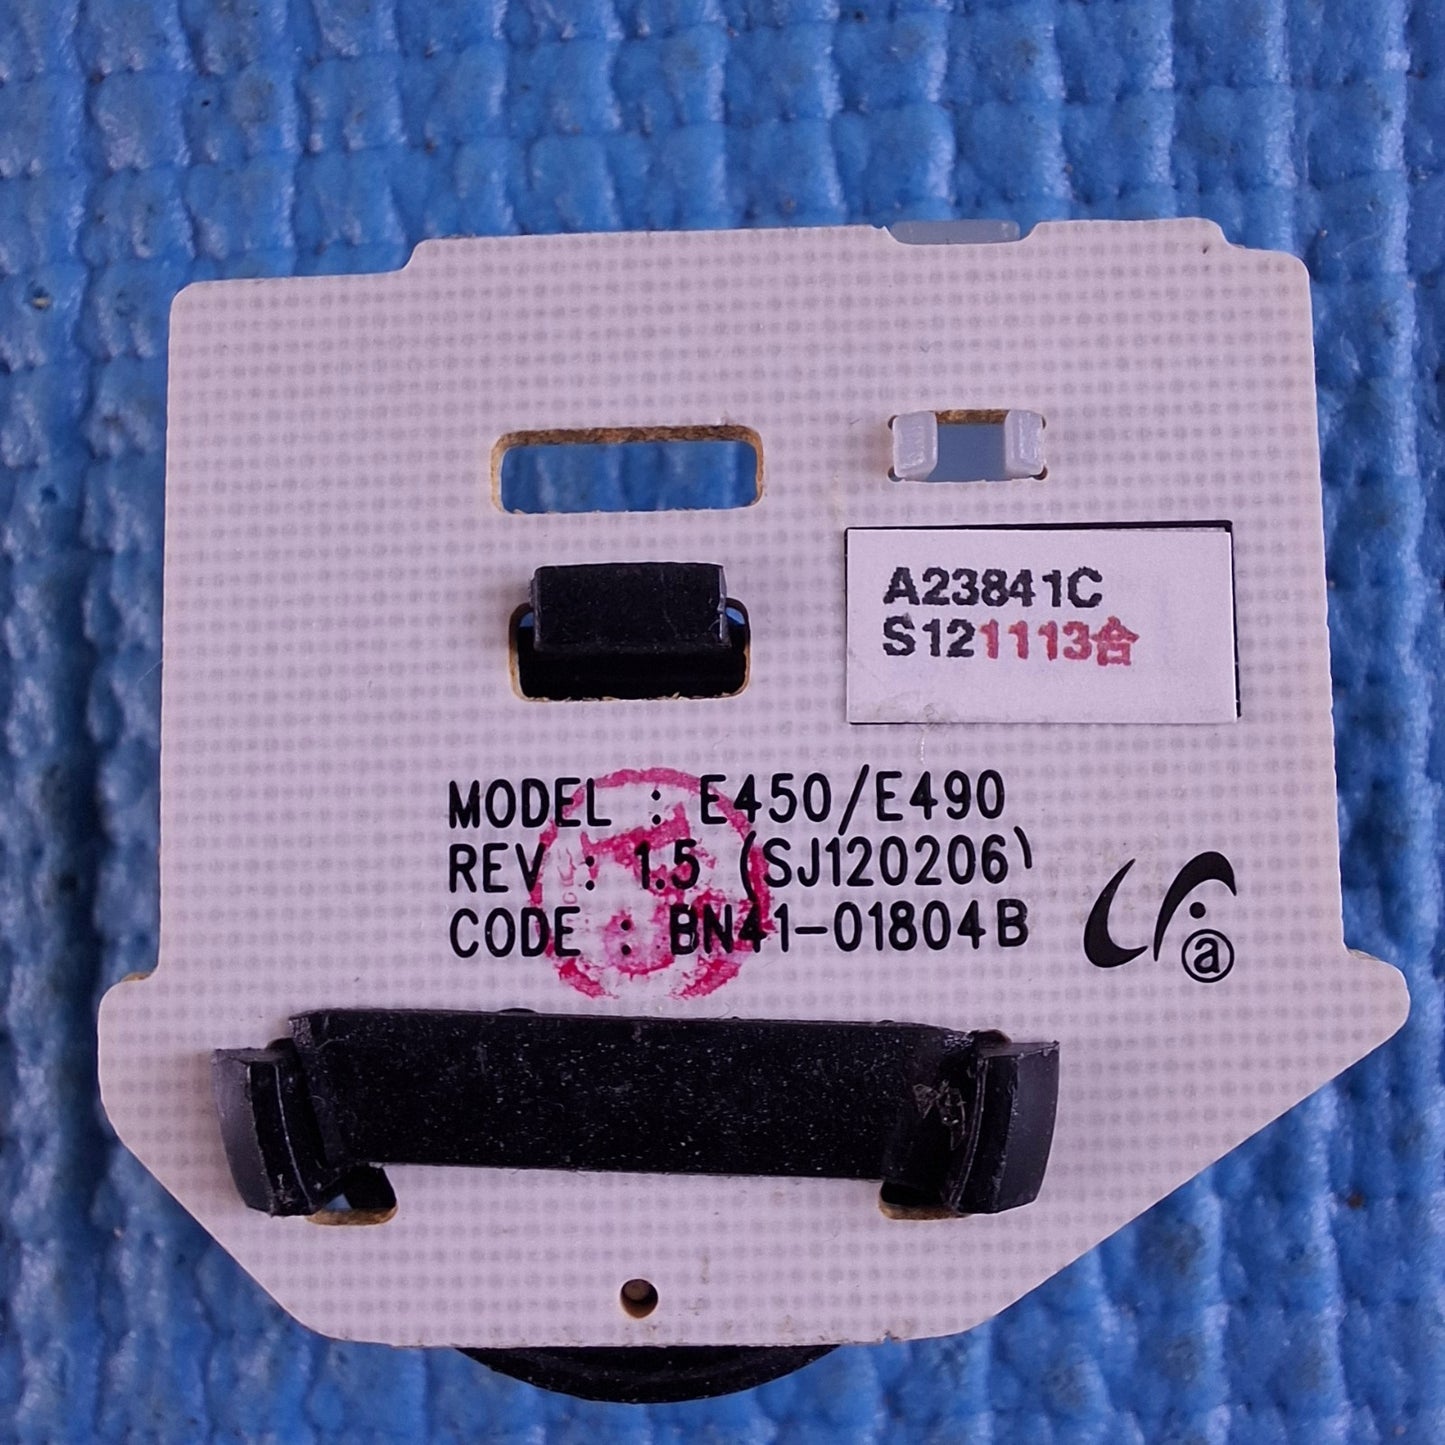 A23841C
S121113合
MODEL : E450/E490
REV : 1.5 (SJ120206)
CODE : BN41-01804B
a